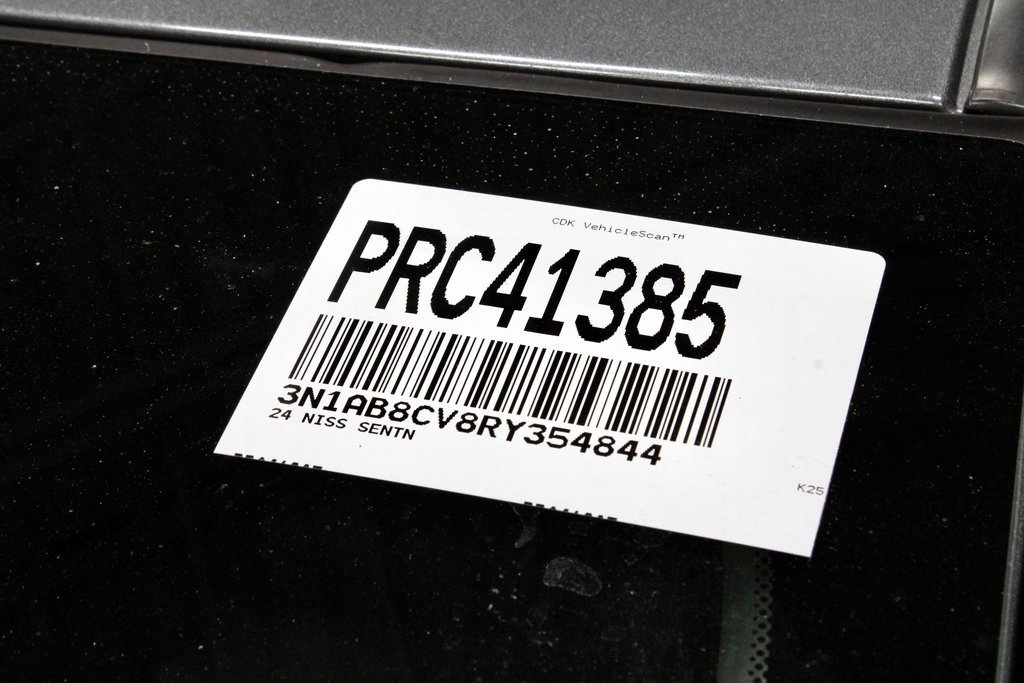 CDK VehicleScan™
PRC41385
3N1AB8CV8RY354844
24 NISS SENTN
K25